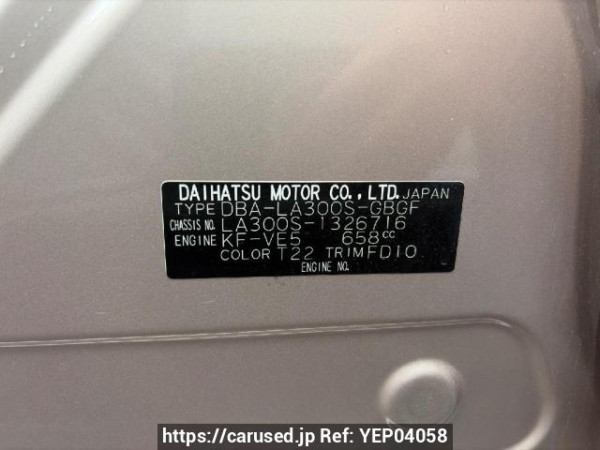 DAIHATSU MOTOR CO., LTD. JAPAN
TYPE DBA-LA300S-GBGF
CHASSIS NO. LA300S-1326716
ENGINE KF-VE5 658cc
COLOR T22 TRIM FD10
ENGINE NO.
https://carused.jp Ref: YEP04058